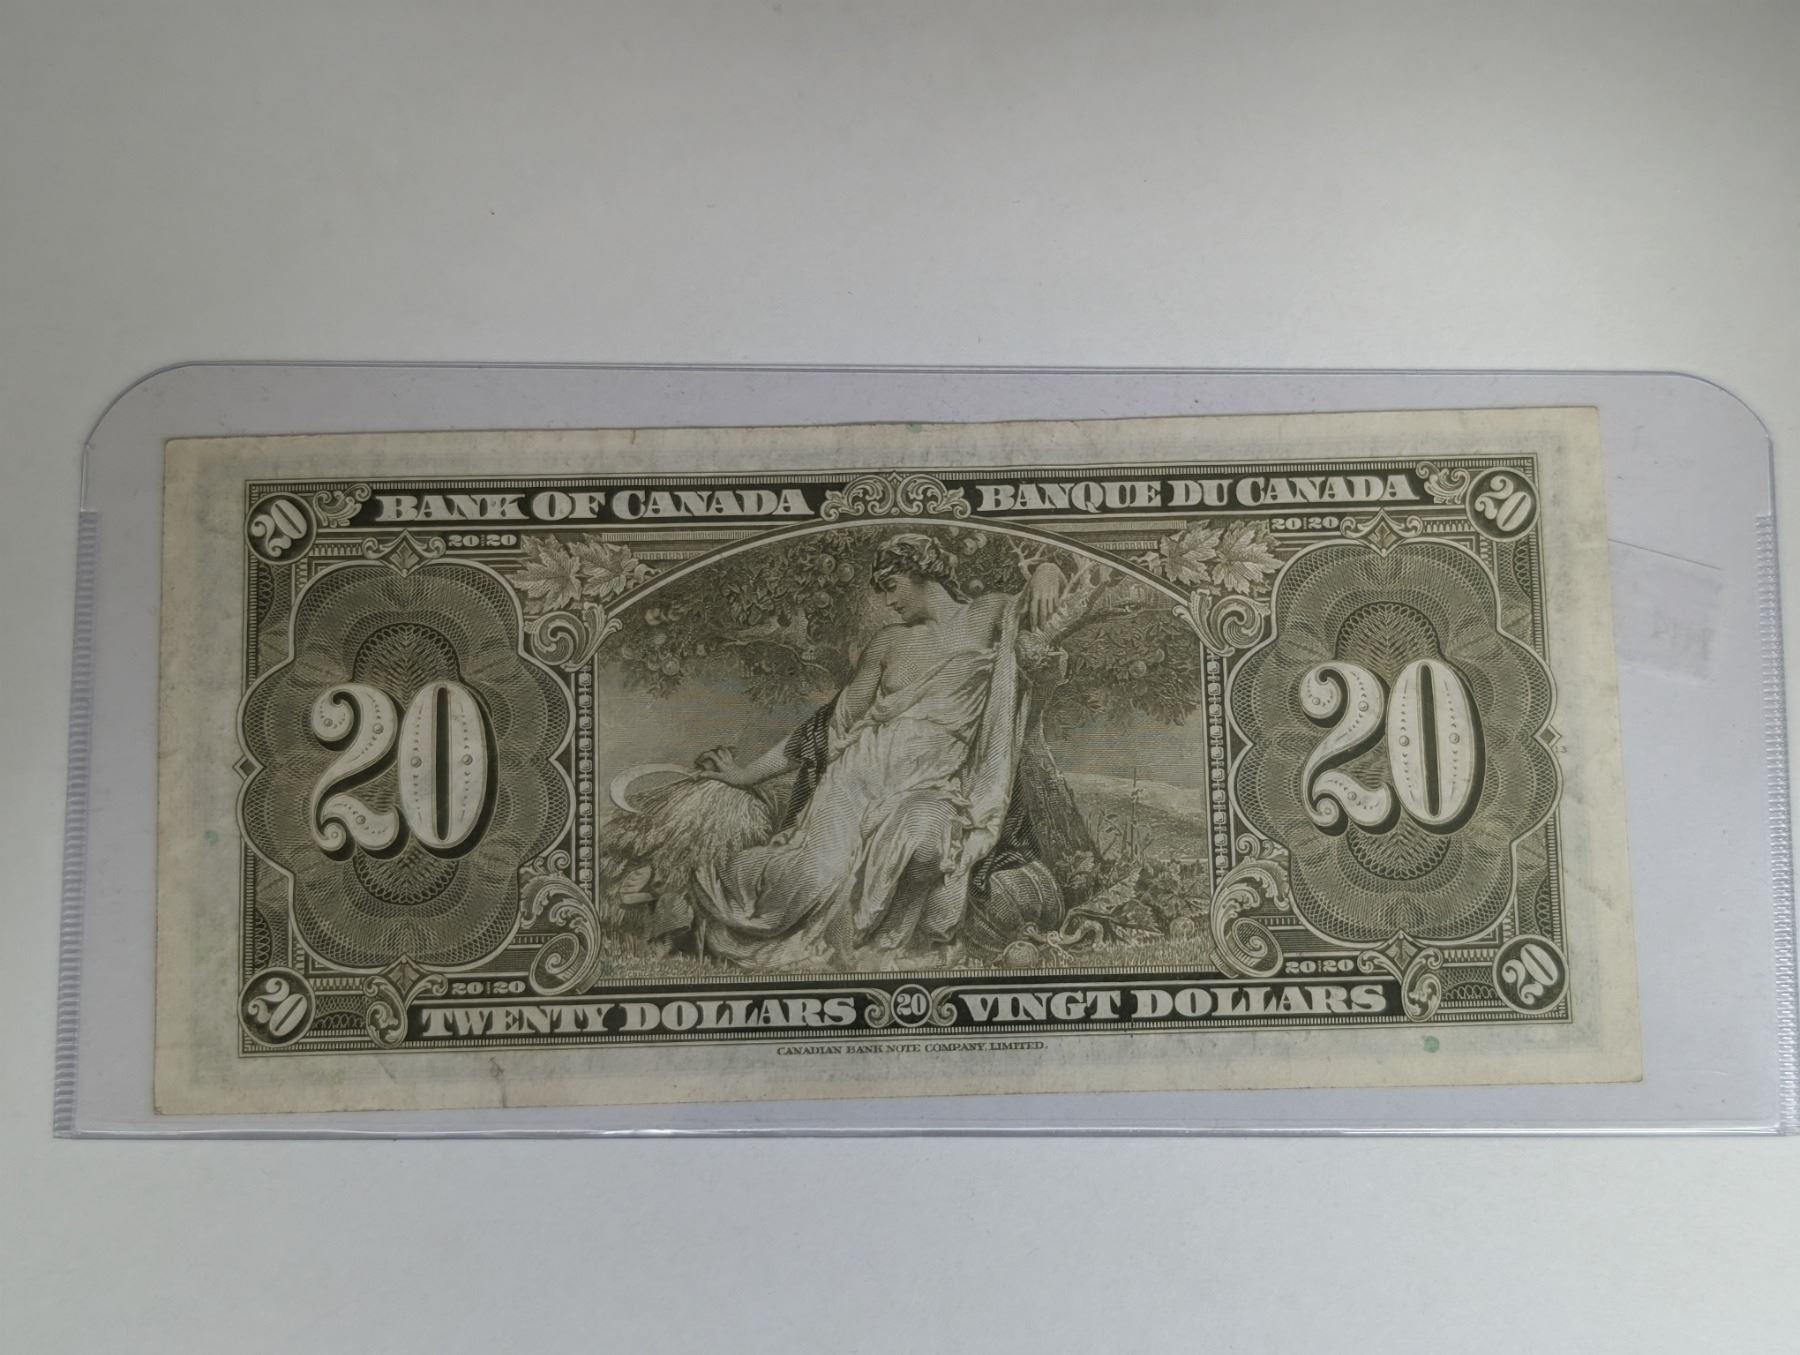 BANK OF CANADA BANQUE DU CANADA
20 20
20 20 20 20
20 20
TWENTY DOLLARS 20 VINGT DOLLARS
20 20 20 20
20 20
CANADIAN BANK NOTE COMPANY, LIMITED.
13